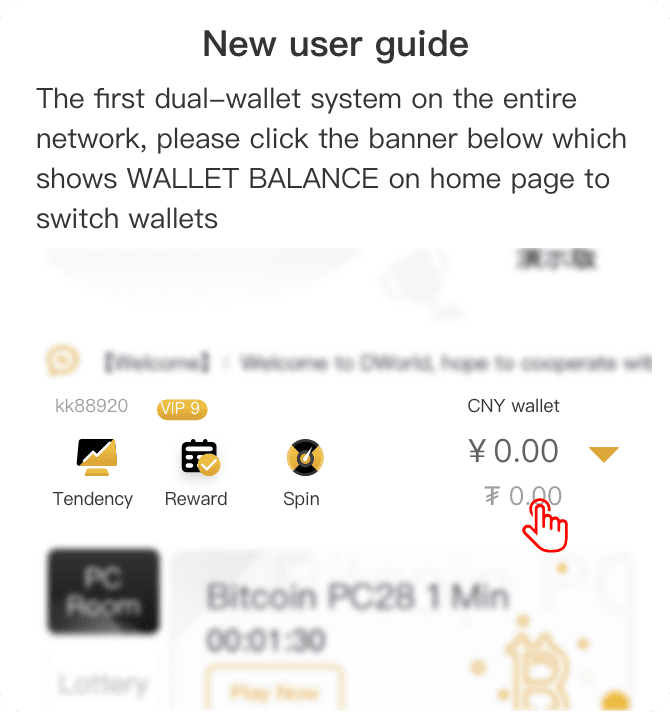 New user guide
The first dual–wallet system on the entire
network, please click the banner below which
shows WALLET BALANCE on home page to
switch wallets
演示版
【Welcome】: Welcome to DWorld, hope to cooperate wit
kk88920
VIP 9
CNY wallet
¥ 0.00
₮ 0.00
Tendency
Reward
Spin
PC
Room
Bitcoin PC28 1 Min
00:01:30
Play Now
Lottery